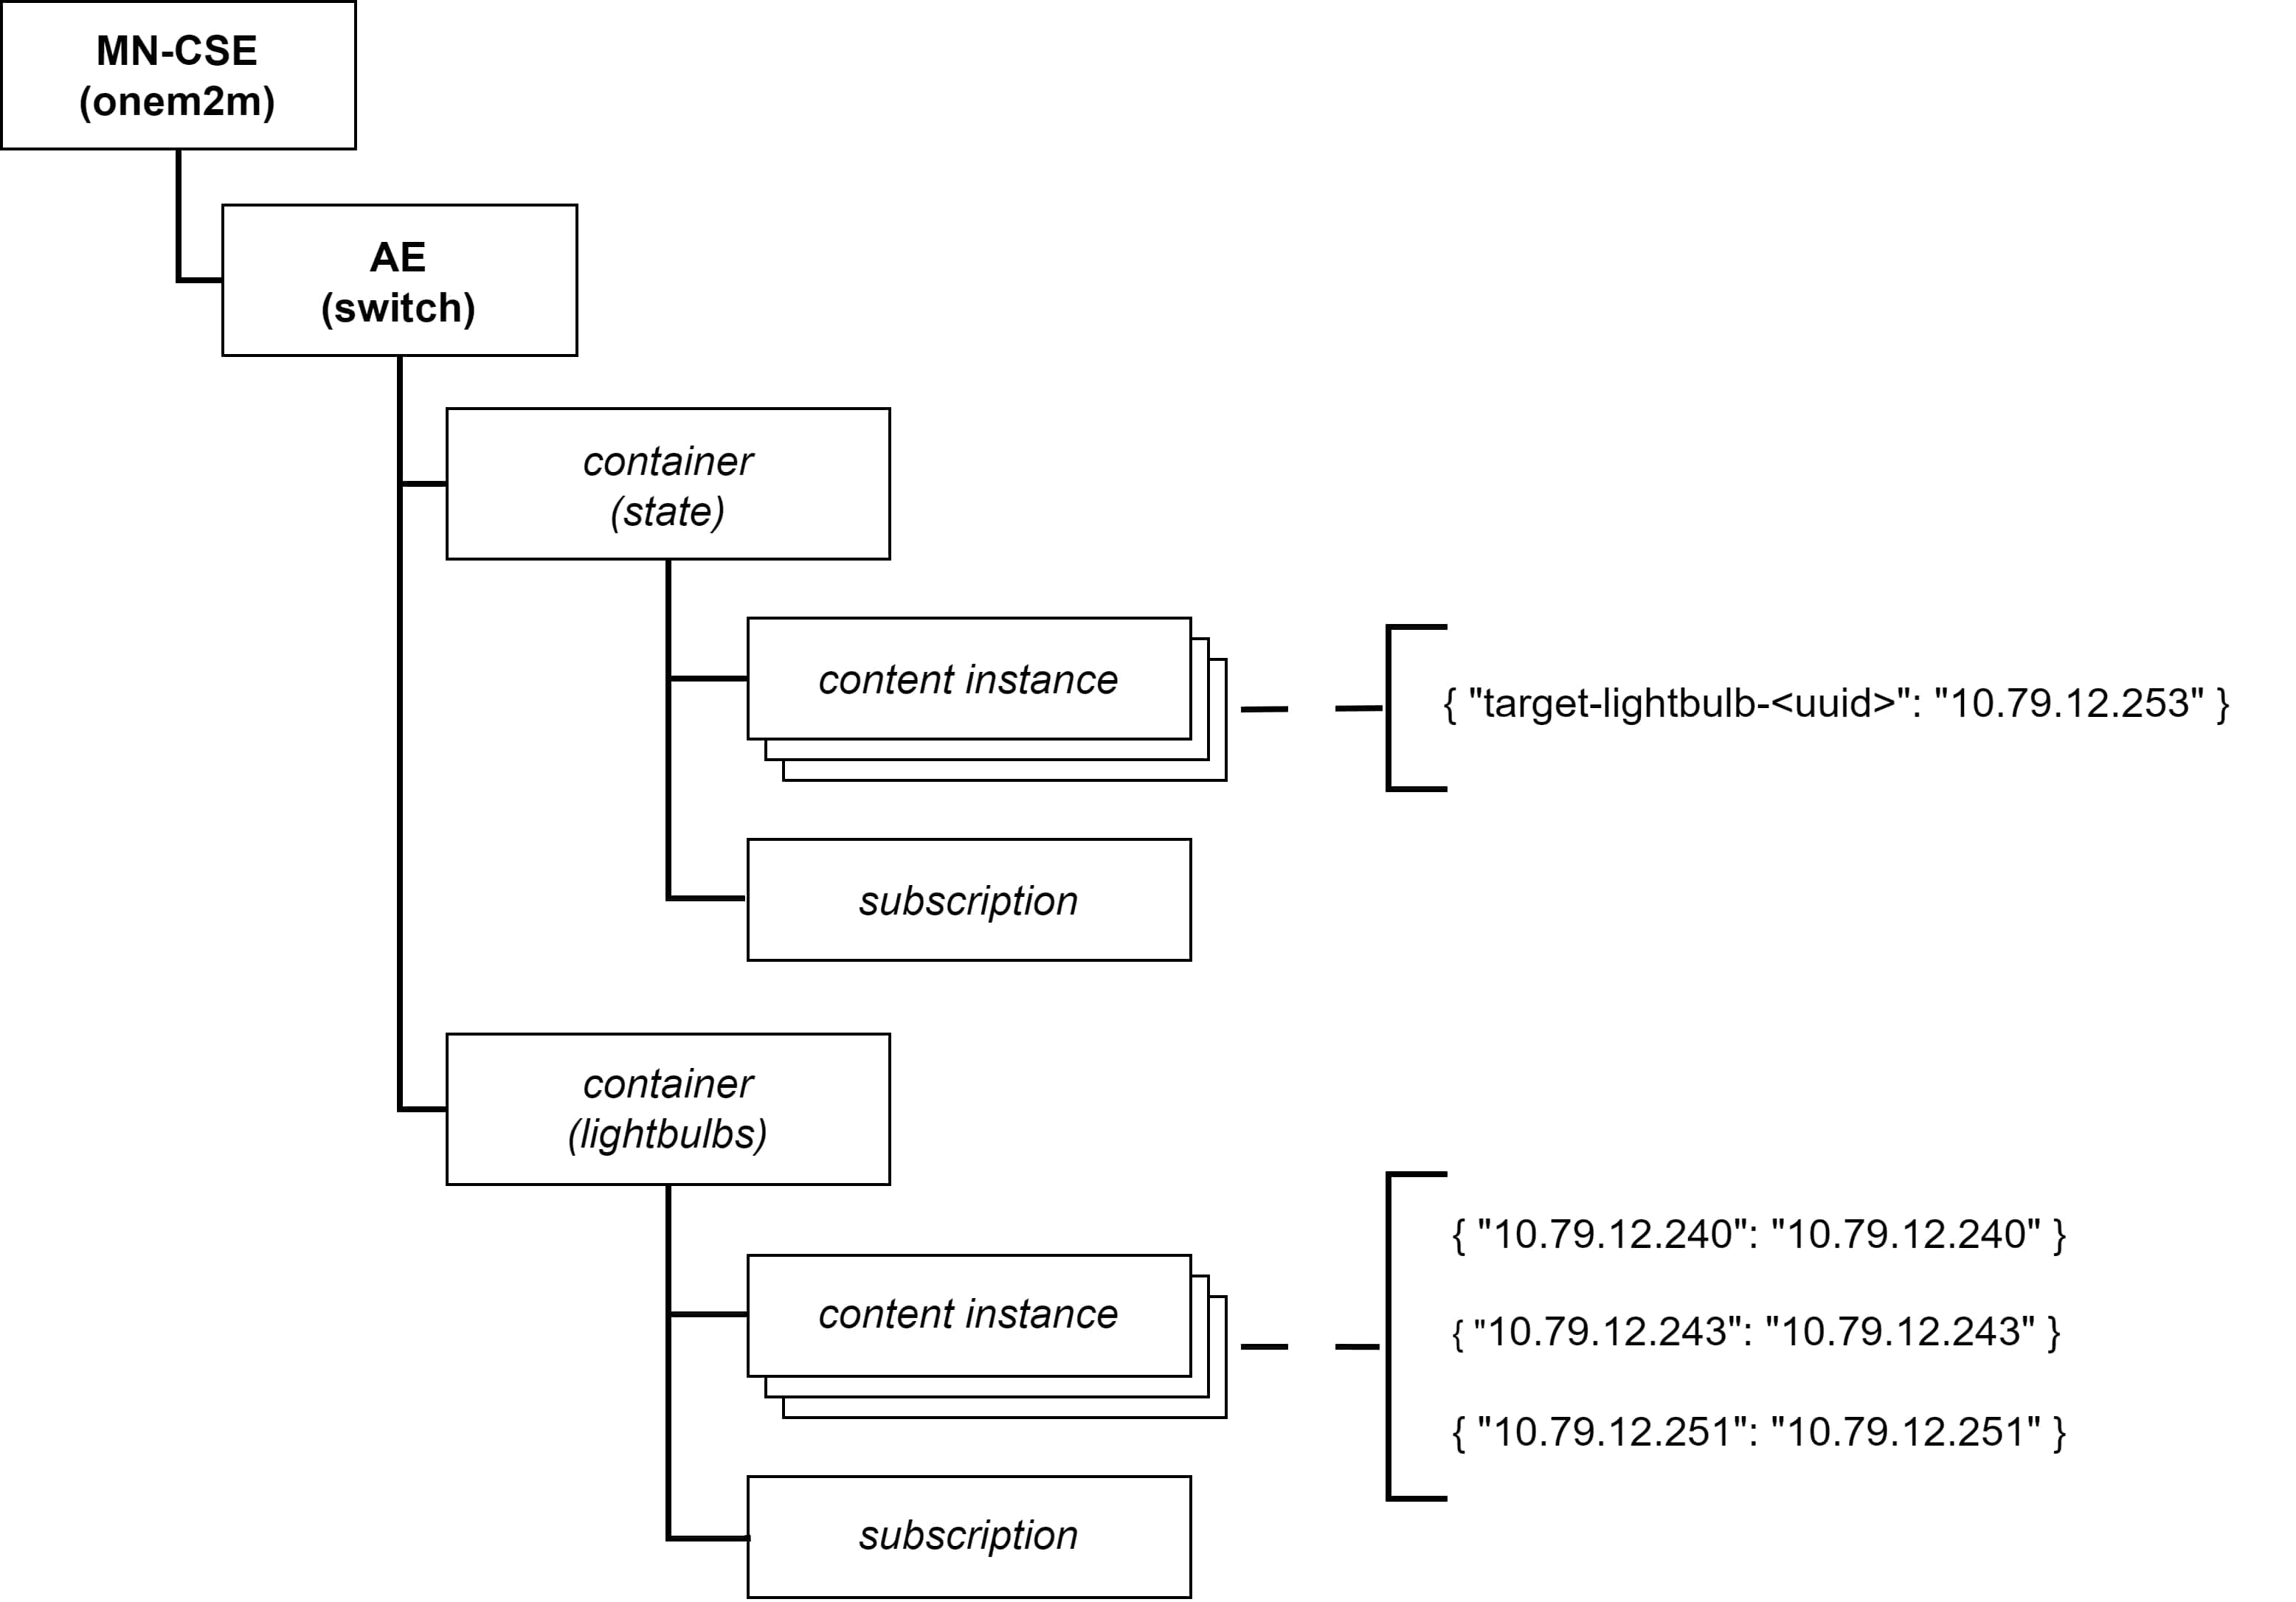 MN-CSE
(onem2m)
AE
(switch)
container
(state)
content instance
{ "target-lightbulb-<uuid>": "10.79.12.253" }
subscription
container
(lightbulbs)
content instance
{ "10.79.12.240": "10.79.12.240" }
{ "10.79.12.243": "10.79.12.243" }
{ "10.79.12.251": "10.79.12.251" }
subscription